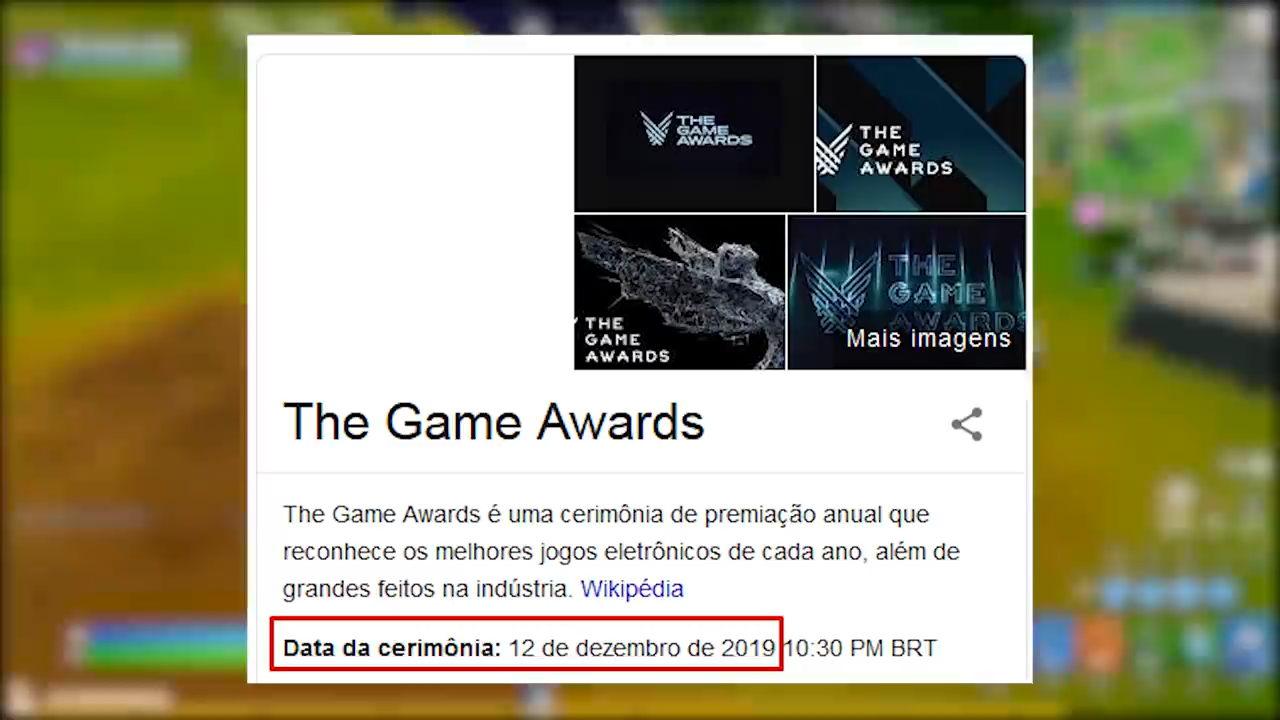 THE
GAME
AWARDS
THE
GAME
AWARDS
THE
GAME
AWARDS
THE
GAME
AWARDS
Mais imagens
The Game Awards
The Game Awards é uma cerimônia de premiação anual que
reconhece os melhores jogos eletrônicos de cada ano, além de
grandes feitos na indústria. Wikipédia
Data da cerimônia: 12 de dezembro de 2019 10:30 PM BRT